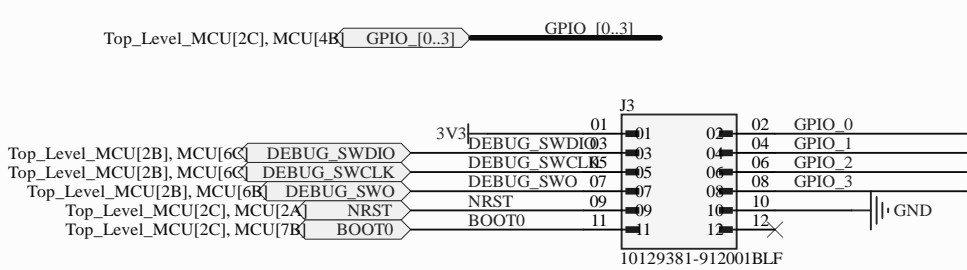 Top_Level_MCU[2C], MCU[4B] GPIO_[0..3] GPIO_[0..3]
J3
3V3 01 01 02 02 GPIO_0
Top_Level_MCU[2B], MCU[6C] DEBUG_SWDIO DEBUG_SWDIO 03 03 04 04 GPIO_1
Top_Level_MCU[2B], MCU[6C] DEBUG_SWCLK DEBUG_SWCLK 05 05 06 06 GPIO_2
Top_Level_MCU[2B], MCU[6B] DEBUG_SWO DEBUG_SWO 07 07 08 08 GPIO_3
Top_Level_MCU[2C], MCU[2A] NRST NRST 09 09 10 10 GND
Top_Level_MCU[2C], MCU[7B] BOOT0 BOOT0 11 11 12 12
10129381-912001BLF